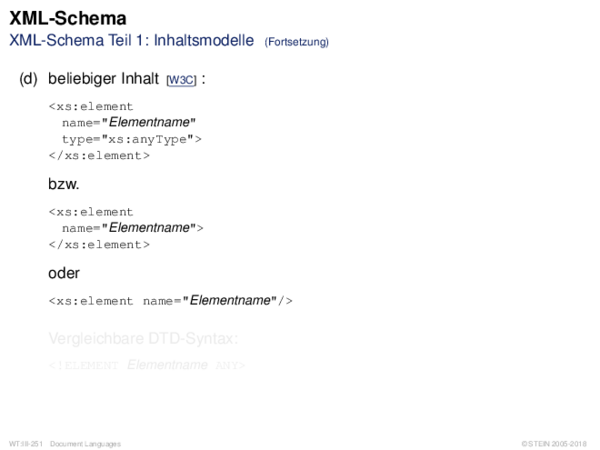 XML-Schema
XML-Schema Teil 1: Inhaltsmodelle (Fortsetzung)
(d) beliebiger Inhalt [W3C] :
<xs:element
name="Elementname"
type="xs:anyType">
</xs:element>
bzw.
<xs:element
name="Elementname">
</xs:element>
oder
<xs:element name="Elementname"/>
Vergleichbare DTD-Syntax:
<!ELEMENT Elementname ANY>
WT:III-251 Document Languages © STEIN 2005-2018